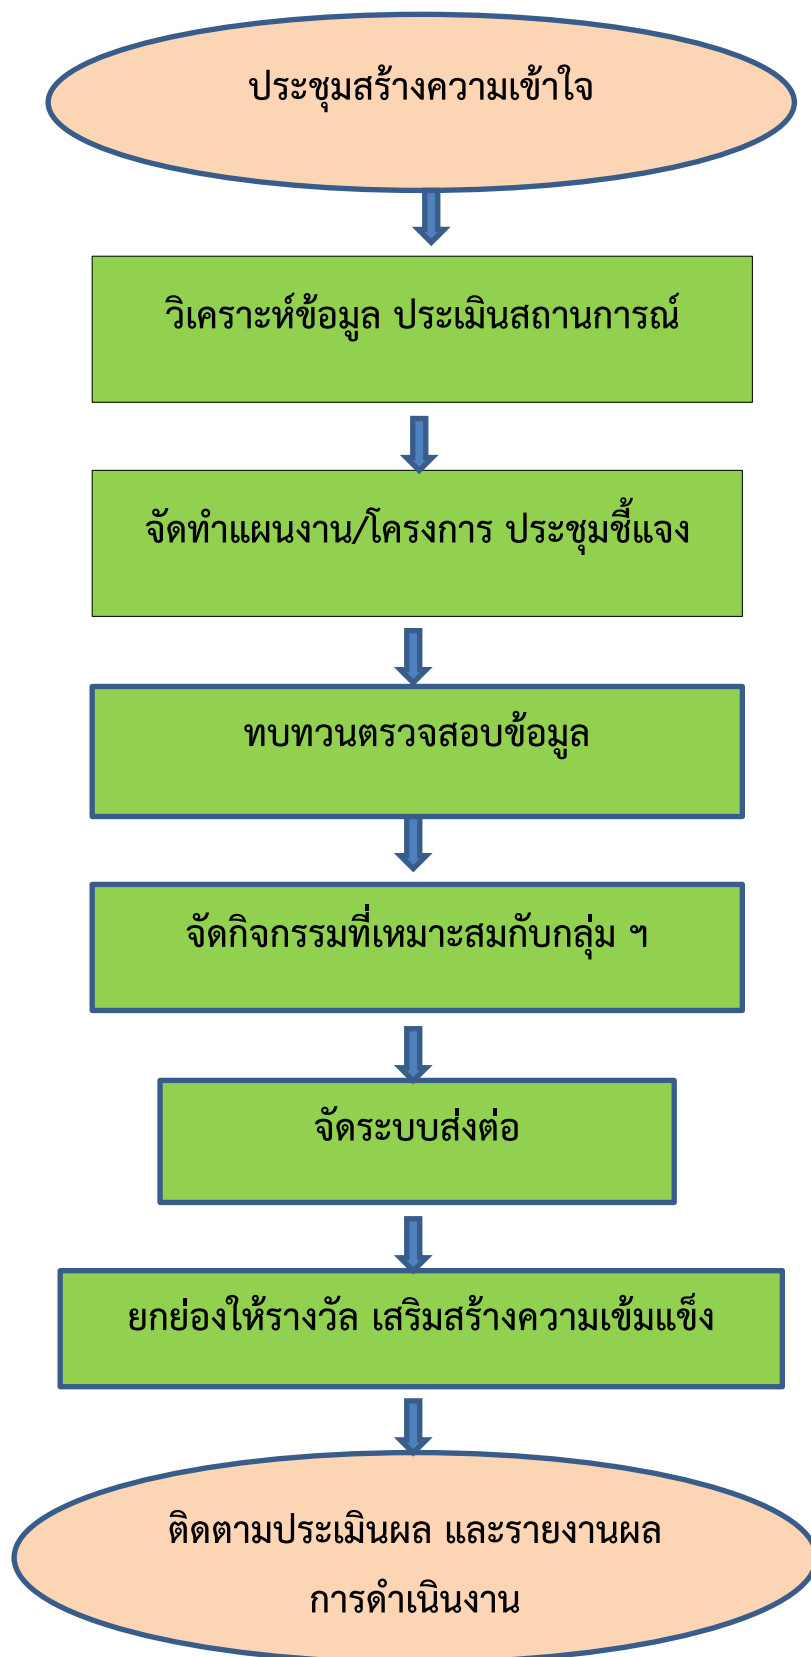 ประชุมสร้างความเข้าใจ
วิเคราะห์ข้อมูล ประเมินสถานการณ์
จัดทำแผนงาน/โครงการ ประชุมชี้แจง
ทบทวนตรวจสอบข้อมูล
จัดกิจกรรมที่เหมาะสมกับกลุ่ม ฯ
จัดระบบส่งต่อ
ยกย่องให้รางวัล เสริมสร้างความเข้มแข็ง
ติดตามประเมินผล และรายงานผล
การดำเนินงาน